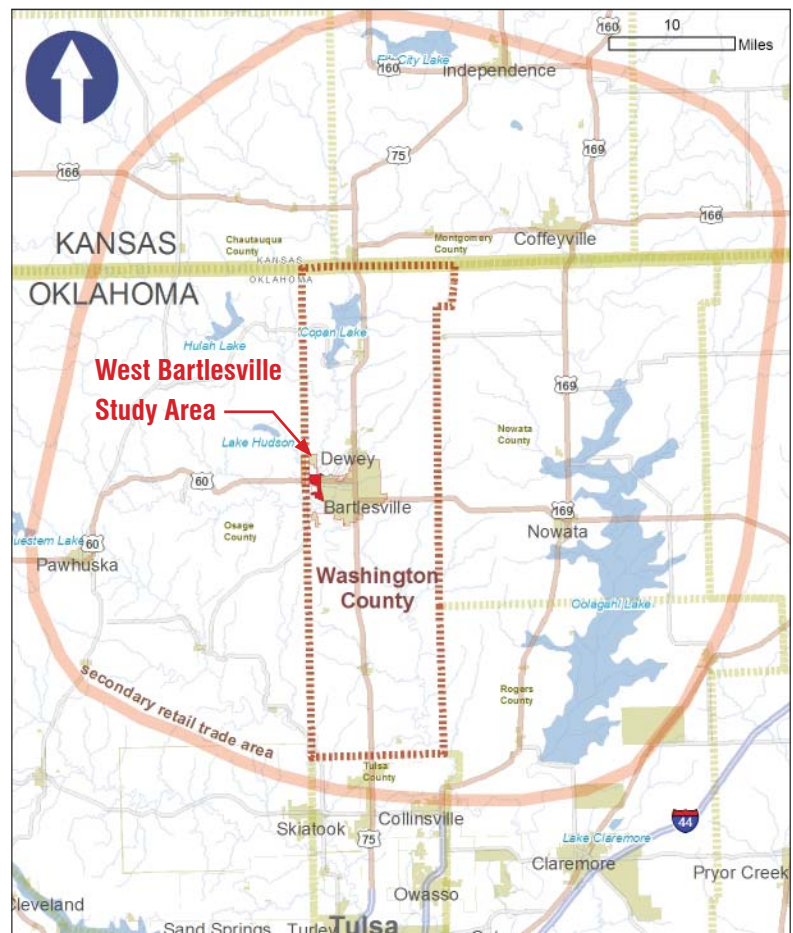 160
10
Miles
Elk City Lake
160
Independence
75
169
166
166
KANSAS
Chautauqua
County
Montgomery
County
Coffeyville
KANSAS
OKLAHOMA
OKLAHOMA
Hulah Lake
Copan Lake
West Bartlesville
Study Area
169
Nowata
County
Lake Hudson
Dewey
60
Bartlesville
169
Nowata
Osage
County
uestem Lake
60
Pawhuska
Washington
County
Oolagahl Lake
secondary retail trade area
Rogers
County
Tulsa
County
Skiatook
Collinsville
75
44
Lake Claremore
Claremore
Pryor Creek
Owasso
Cleveland
Sand Springs
Turley
Tulsa